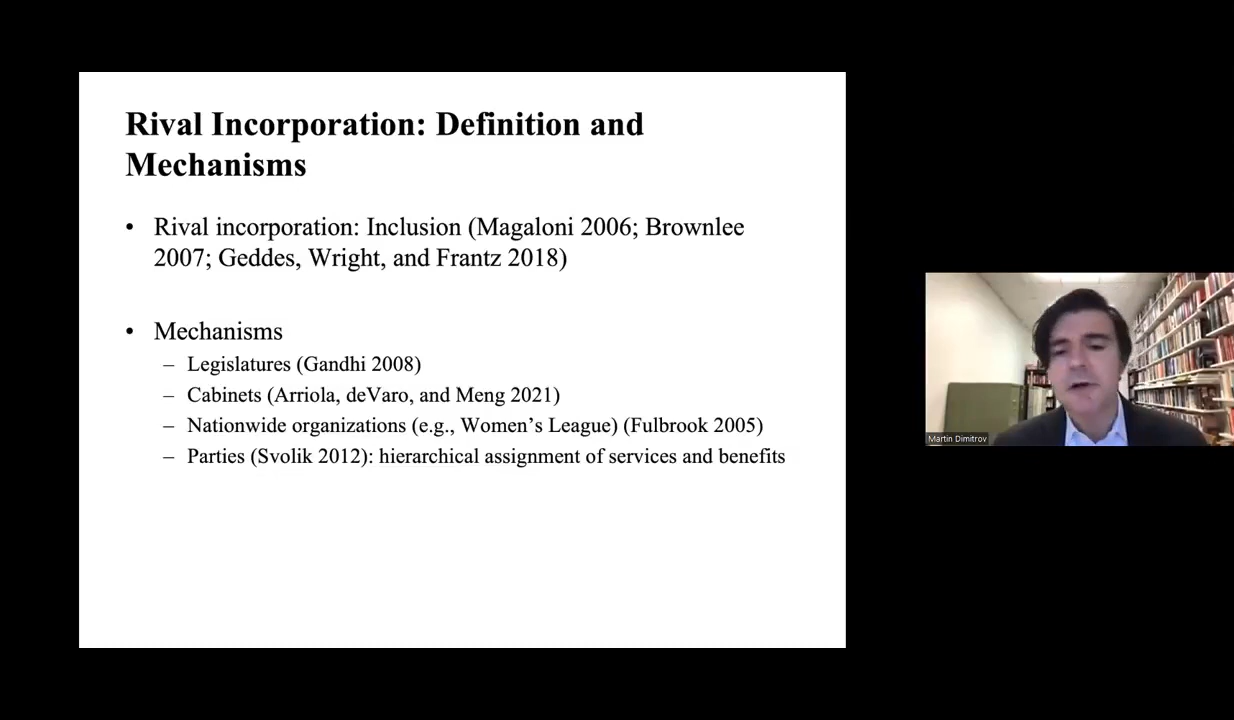 Rival Incorporation: Definition and
Mechanisms
• Rival incorporation: Inclusion (Magaloni 2006; Brownlee
2007; Geddes, Wright, and Frantz 2018)
• Mechanisms
– Legislatures (Gandhi 2008)
– Cabinets (Arriola, deVaro, and Meng 2021)
– Nationwide organizations (e.g., Women’s League) (Fulbrook 2005)
– Parties (Svolik 2012): hierarchical assignment of services and benefits
Martin Dimitrov